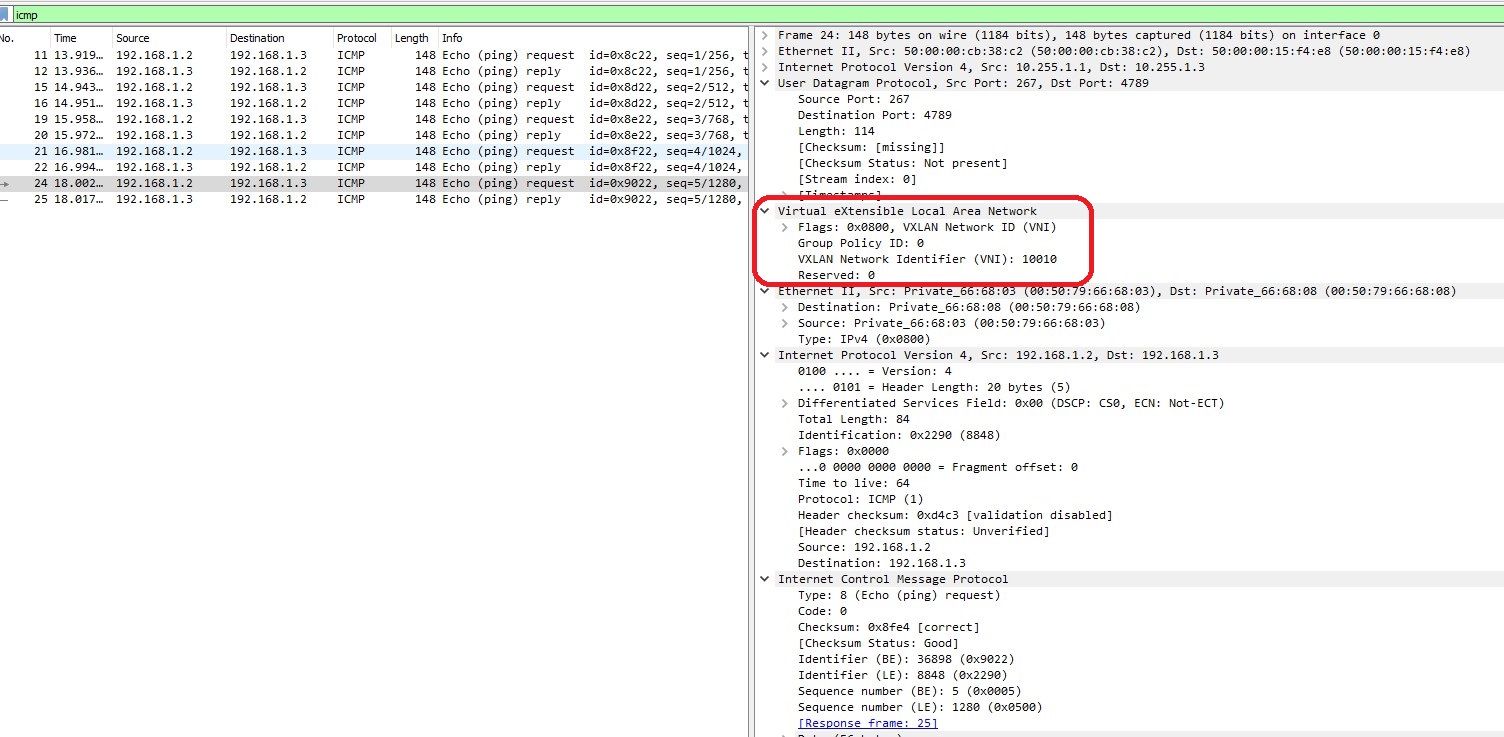 icmp
No. Time Source Destination Protocol Length Info
11 13.919… 192.168.1.2 192.168.1.3 ICMP 148 Echo (ping) request id=0x8c22, seq=1/256, t
12 13.936… 192.168.1.3 192.168.1.2 ICMP 148 Echo (ping) reply id=0x8c22, seq=1/256, t
15 14.943… 192.168.1.2 192.168.1.3 ICMP 148 Echo (ping) request id=0x8d22, seq=2/512, t
16 14.951… 192.168.1.3 192.168.1.2 ICMP 148 Echo (ping) reply id=0x8d22, seq=2/512, t
19 15.958… 192.168.1.2 192.168.1.3 ICMP 148 Echo (ping) request id=0x8e22, seq=3/768, t
20 15.972… 192.168.1.3 192.168.1.2 ICMP 148 Echo (ping) reply id=0x8e22, seq=3/768, t
21 16.981… 192.168.1.2 192.168.1.3 ICMP 148 Echo (ping) request id=0x8f22, seq=4/1024,
22 16.994… 192.168.1.3 192.168.1.2 ICMP 148 Echo (ping) reply id=0x8f22, seq=4/1024,
24 18.002… 192.168.1.2 192.168.1.3 ICMP 148 Echo (ping) request id=0x9022, seq=5/1280,
25 18.017… 192.168.1.3 192.168.1.2 ICMP 148 Echo (ping) reply id=0x9022, seq=5/1280,
Frame 24: 148 bytes on wire (1184 bits), 148 bytes captured (1184 bits) on interface 0
Ethernet II, Src: 50:00:00:cb:38:c2 (50:00:00:cb:38:c2), Dst: 50:00:00:15:f4:e8 (50:00:00:15:f4:e8)
Internet Protocol Version 4, Src: 10.255.1.1, Dst: 10.255.1.3
User Datagram Protocol, Src Port: 267, Dst Port: 4789
Source Port: 267
Destination Port: 4789
Length: 114
[Checksum: [missing]]
[Checksum Status: Not present]
[Stream index: 0]
[Timestamps]
Virtual eXtensible Local Area Network
Flags: 0x0800, VXLAN Network ID (VNI)
Group Policy ID: 0
VXLAN Network Identifier (VNI): 10010
Reserved: 0
Ethernet II, Src: Private_66:68:03 (00:50:79:66:68:03), Dst: Private_66:68:08 (00:50:79:66:68:08)
Destination: Private_66:68:08 (00:50:79:66:68:08)
Source: Private_66:68:03 (00:50:79:66:68:03)
Type: IPv4 (0x0800)
Internet Protocol Version 4, Src: 192.168.1.2, Dst: 192.168.1.3
0100 .... = Version: 4
.... 0101 = Header Length: 20 bytes (5)
Differentiated Services Field: 0x00 (DSCP: CS0, ECN: Not-ECT)
Total Length: 84
Identification: 0x2290 (8848)
Flags: 0x0000
...0 0000 0000 0000 = Fragment offset: 0
Time to live: 64
Protocol: ICMP (1)
Header checksum: 0xd4c3 [validation disabled]
[Header checksum status: Unverified]
Source: 192.168.1.2
Destination: 192.168.1.3
Internet Control Message Protocol
Type: 8 (Echo (ping) request)
Code: 0
Checksum: 0x8fe4 [correct]
[Checksum Status: Good]
Identifier (BE): 36898 (0x9022)
Identifier (LE): 8848 (0x2290)
Sequence number (BE): 5 (0x0005)
Sequence number (LE): 1280 (0x0500)
[Response frame: 25]